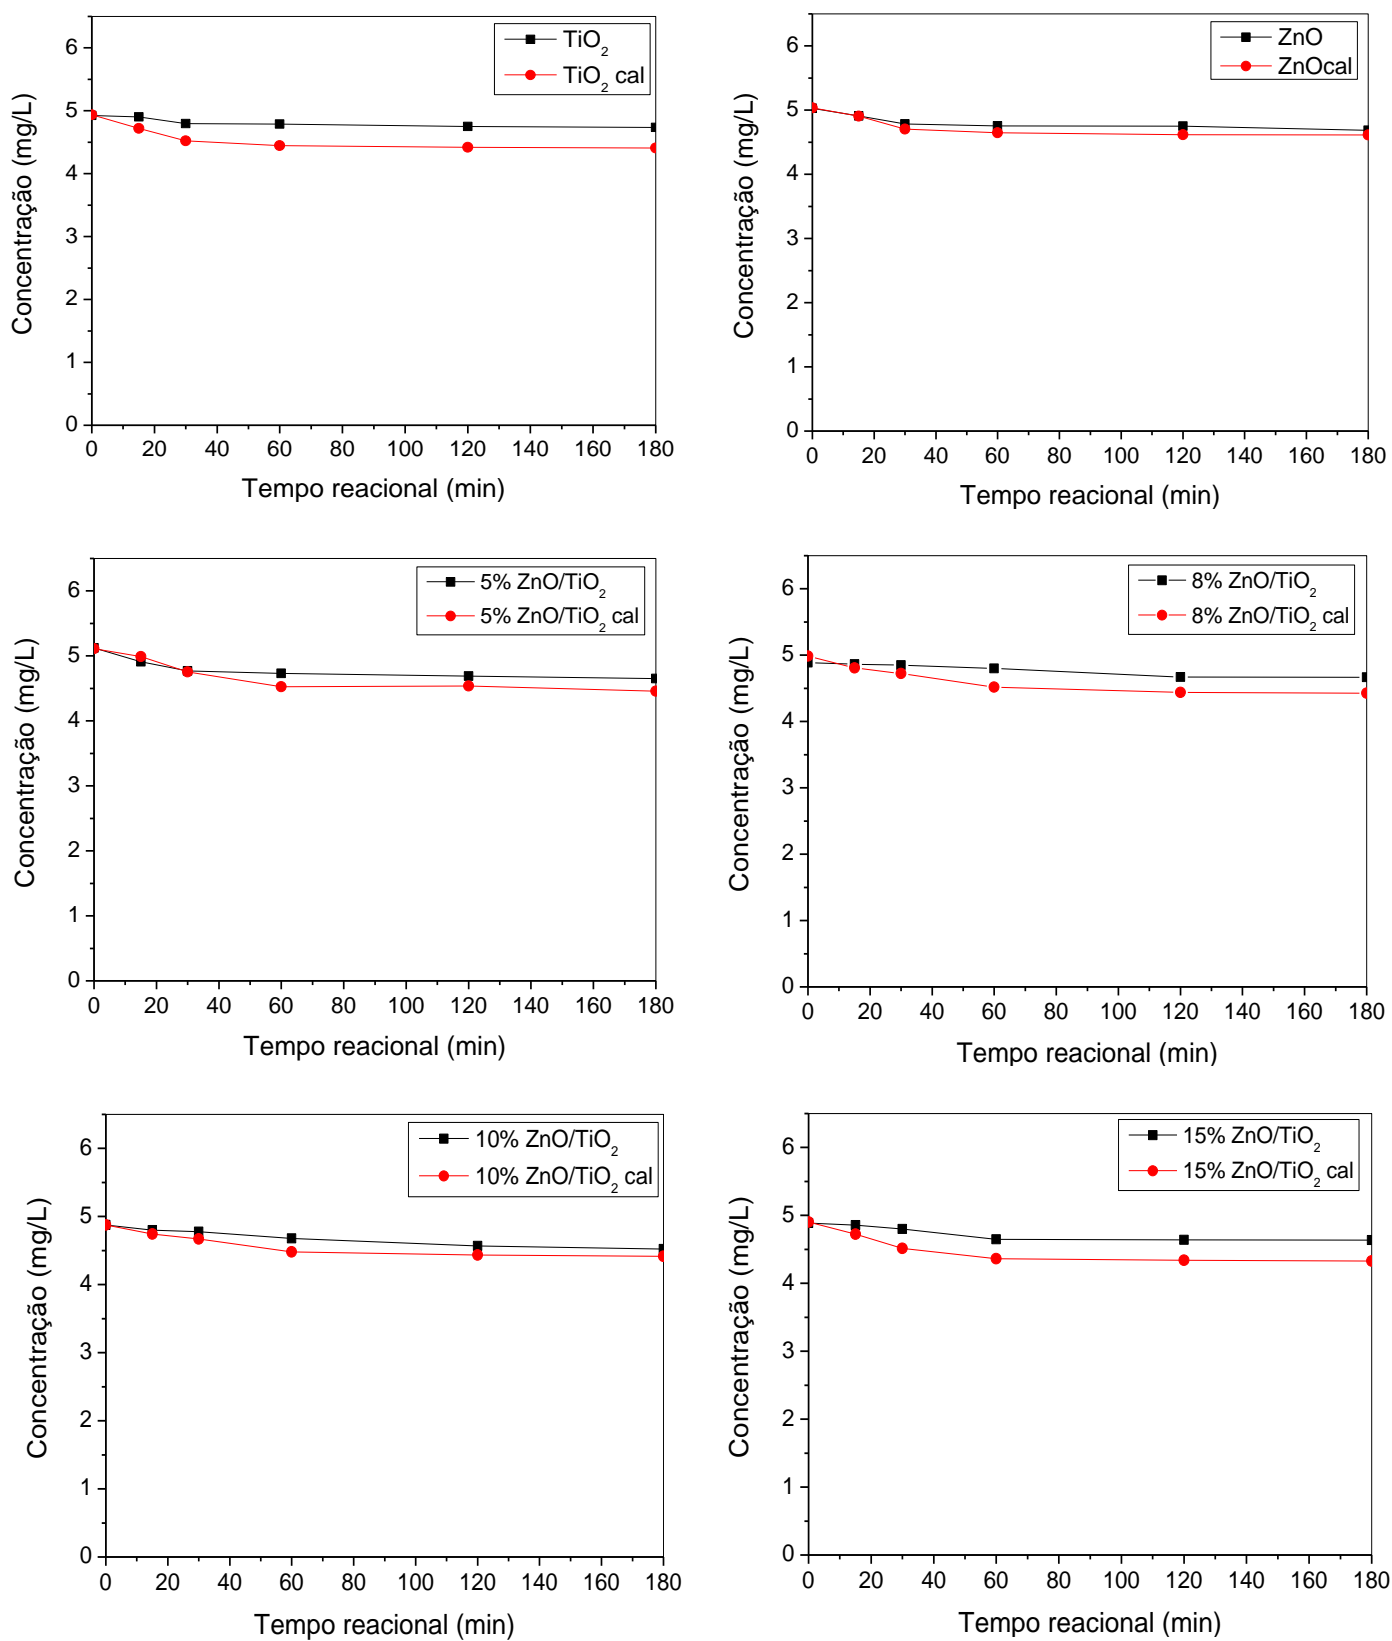 TiO2
TiO2 cal
Concentração (mg/L)
6
5
4
3
2
1
0
0 20 40 60 80 100 120 140 160 180
Tempo reacional (min)
ZnO
ZnOcal
Concentração (mg/L)
6
5
4
3
2
1
0
0 20 40 60 80 100 120 140 160 180
Tempo reacional (min)
5% ZnO/TiO2
5% ZnO/TiO2 cal
Concentração (mg/L)
6
5
4
3
2
1
0
0 20 40 60 80 100 120 140 160 180
Tempo reacional (min)
8% ZnO/TiO2
8% ZnO/TiO2 cal
Concentração (mg/L)
6
5
4
3
2
1
0
0 20 40 60 80 100 120 140 160 180
Tempo reacional (min)
10% ZnO/TiO2
10% ZnO/TiO2 cal
Concentração (mg/L)
6
5
4
3
2
1
0
0 20 40 60 80 100 120 140 160 180
Tempo reacional (min)
15% ZnO/TiO2
15% ZnO/TiO2 cal
Concentração (mg/L)
6
5
4
3
2
1
0
0 20 40 60 80 100 120 140 160 180
Tempo reacional (min)